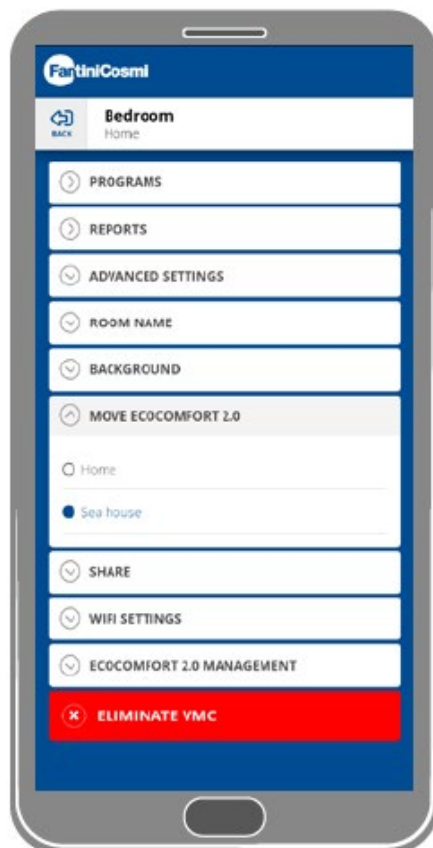 FantiniCosmi
BACK
Bedroom
Home
PROGRAMS
REPORTS
ADVANCED SETTINGS
ROOM NAME
BACKGROUND
MOVE ECOCOMFORT 2.0
Home
Sea house
SHARE
WIFI SETTINGS
ECOCOMFORT 2.0 MANAGEMENT
ELIMINATE VMC